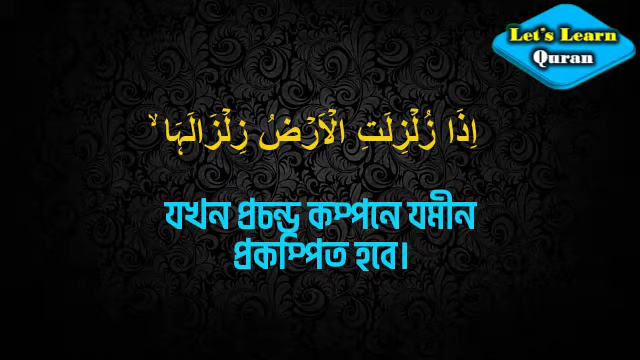 Let's Learn
Quran
اِذَا زُلْزِلَتِ الْاَرْضُ زِلْزَالَهَا ۙ
যখন প্রচন্ড কম্পনে যমীন
প্রকম্পিত হবে।